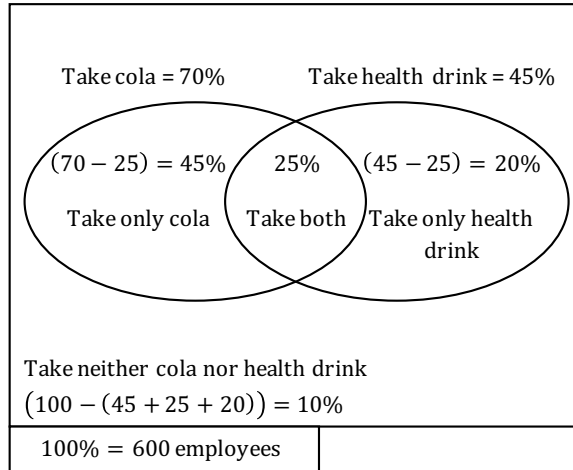 Take cola = 70%
Take health drink = 45%
(70 − 25) = 45%
25%
(45 − 25) = 20%
Take only cola
Take both
Take only health
drink
Take neither cola nor health drink
(100 − (45 + 25 + 20)) = 10%
100% = 600 employees